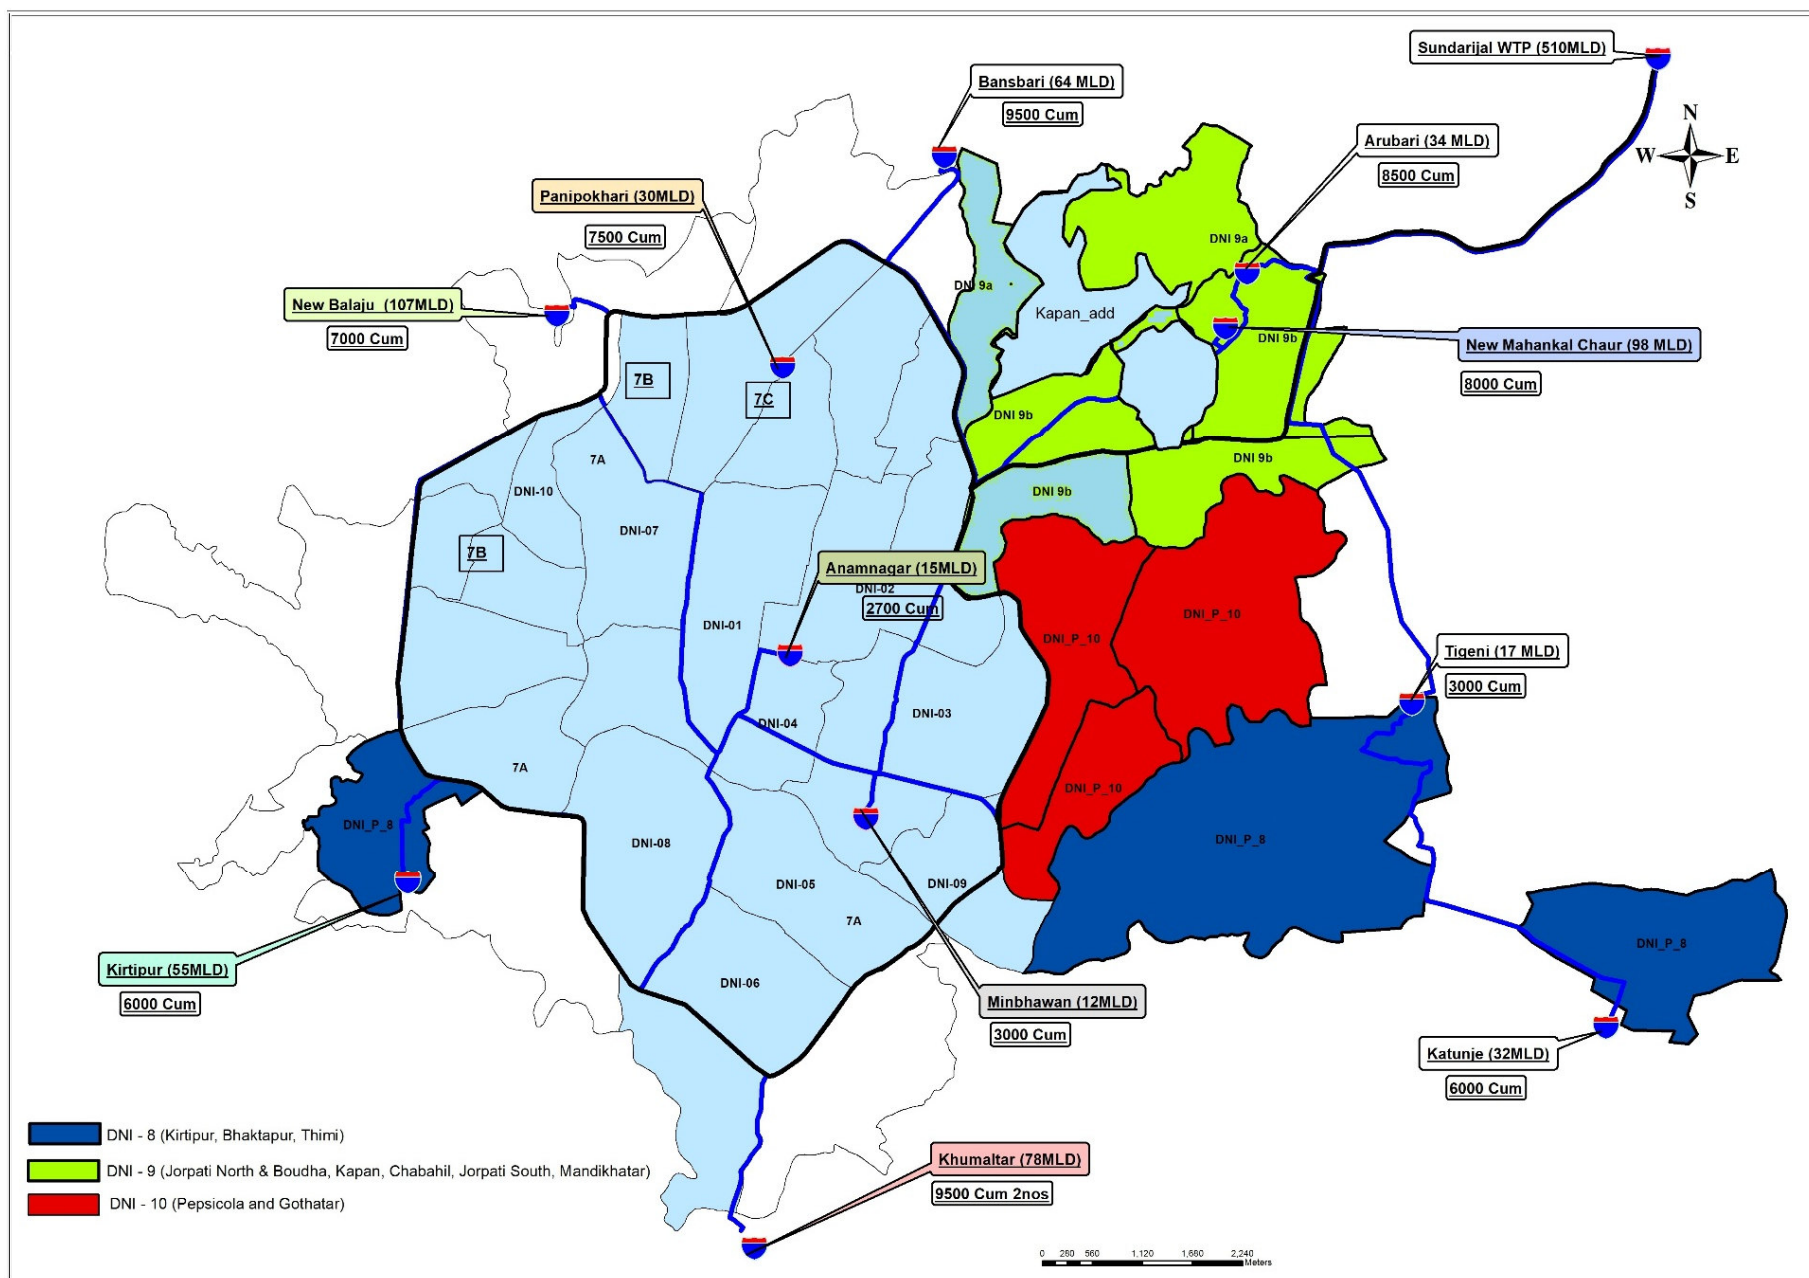 Sundarijal WTP (510MLD)
Bansbari (64 MLD)
9500 Cum
N
W
E
S
Arubari (34 MLD)
8500 Cum
Panipokhari (30MLD)
7500 Cum
DNI 9a
DNI 9a
New Balaju (107MLD)
7000 Cum
Kapan_add
New Mahankal Chaur (98 MLD)
8000 Cum
DNI 9b
7B
7C
DNI 9b
7A
DNI 9b
DNI-10
DNI 9b
DNI-07
7B
Anamnagar (15MLD)
DNI-02
2700 Cum
DNI-01
DNI_P_10
DNI_P_10
Tigeni (17 MLD)
3000 Cum
DNI-03
DNI-04
7A
DNI_P_10
DNI_P_8
DNI_P_8
DNI-08
DNI-05
DNI-09
7A
DNI_P_8
Kirtipur (55MLD)
6000 Cum
DNI-06
Minbhawan (12MLD)
3000 Cum
Katunje (32MLD)
6000 Cum
DNI - 8 (Kirtipur, Bhaktapur, Thimi)
DNI - 9 (Jorpati North & Boudha, Kapan, Chabahil, Jorpati South, Mandikhatar)
DNI - 10 (Pepsicola and Gothatar)
Khumaltar (78MLD)
9500 Cum 2nos
0 280 560 1,120 1,680 2,240
Meters